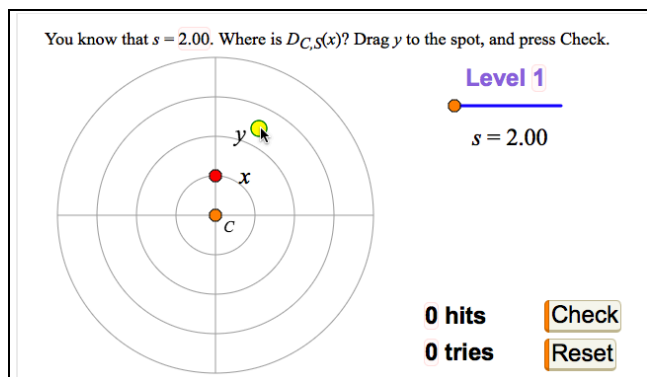 You know that s = 2.00. Where is DC,S(x)? Drag y to the spot, and press Check.
Level 1
s = 2.00
y
x
C
0 hits
Check
0 tries
Reset